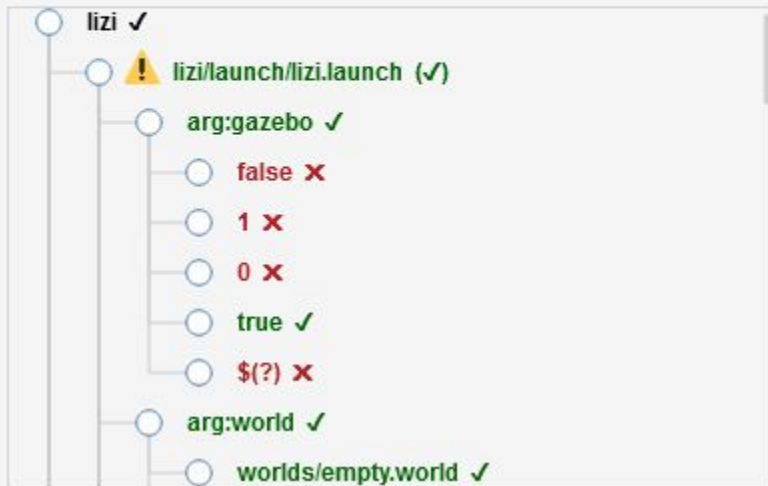 lizi ✓
lizi/launch/lizi.launch (✓)
arg:gazebo ✓
false ✕
1 ✕
0 ✕
true ✓
$(?) ✕
arg:world ✓
worlds/empty.world ✓